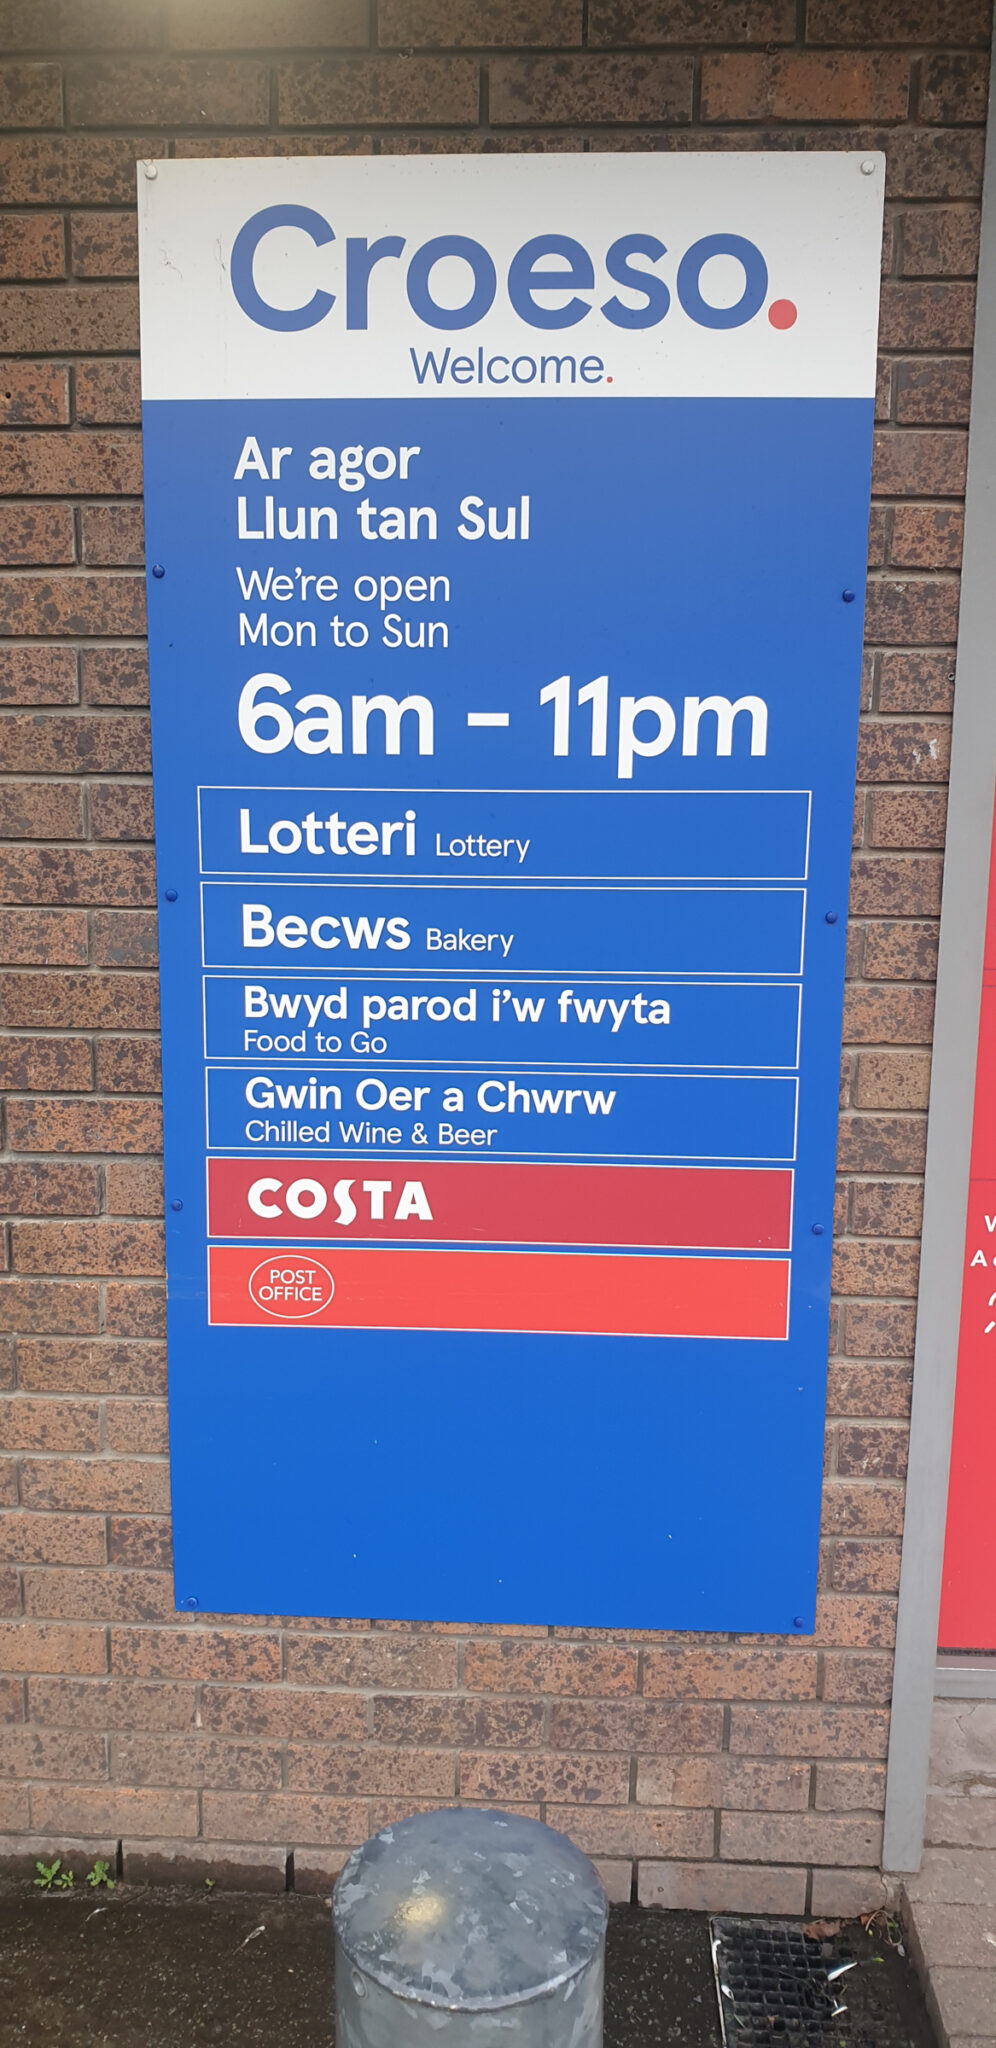 Croeso.
Welcome.
Ar agor
Llun tan Sul
We're open
Mon to Sun
6am – 11pm
Lotteri Lottery
Becws Bakery
Bwyd parod i'w fwyta
Food to Go
Gwin Oer a Chwrw
Chilled Wine & Beer
COSTA
POST
OFFICE